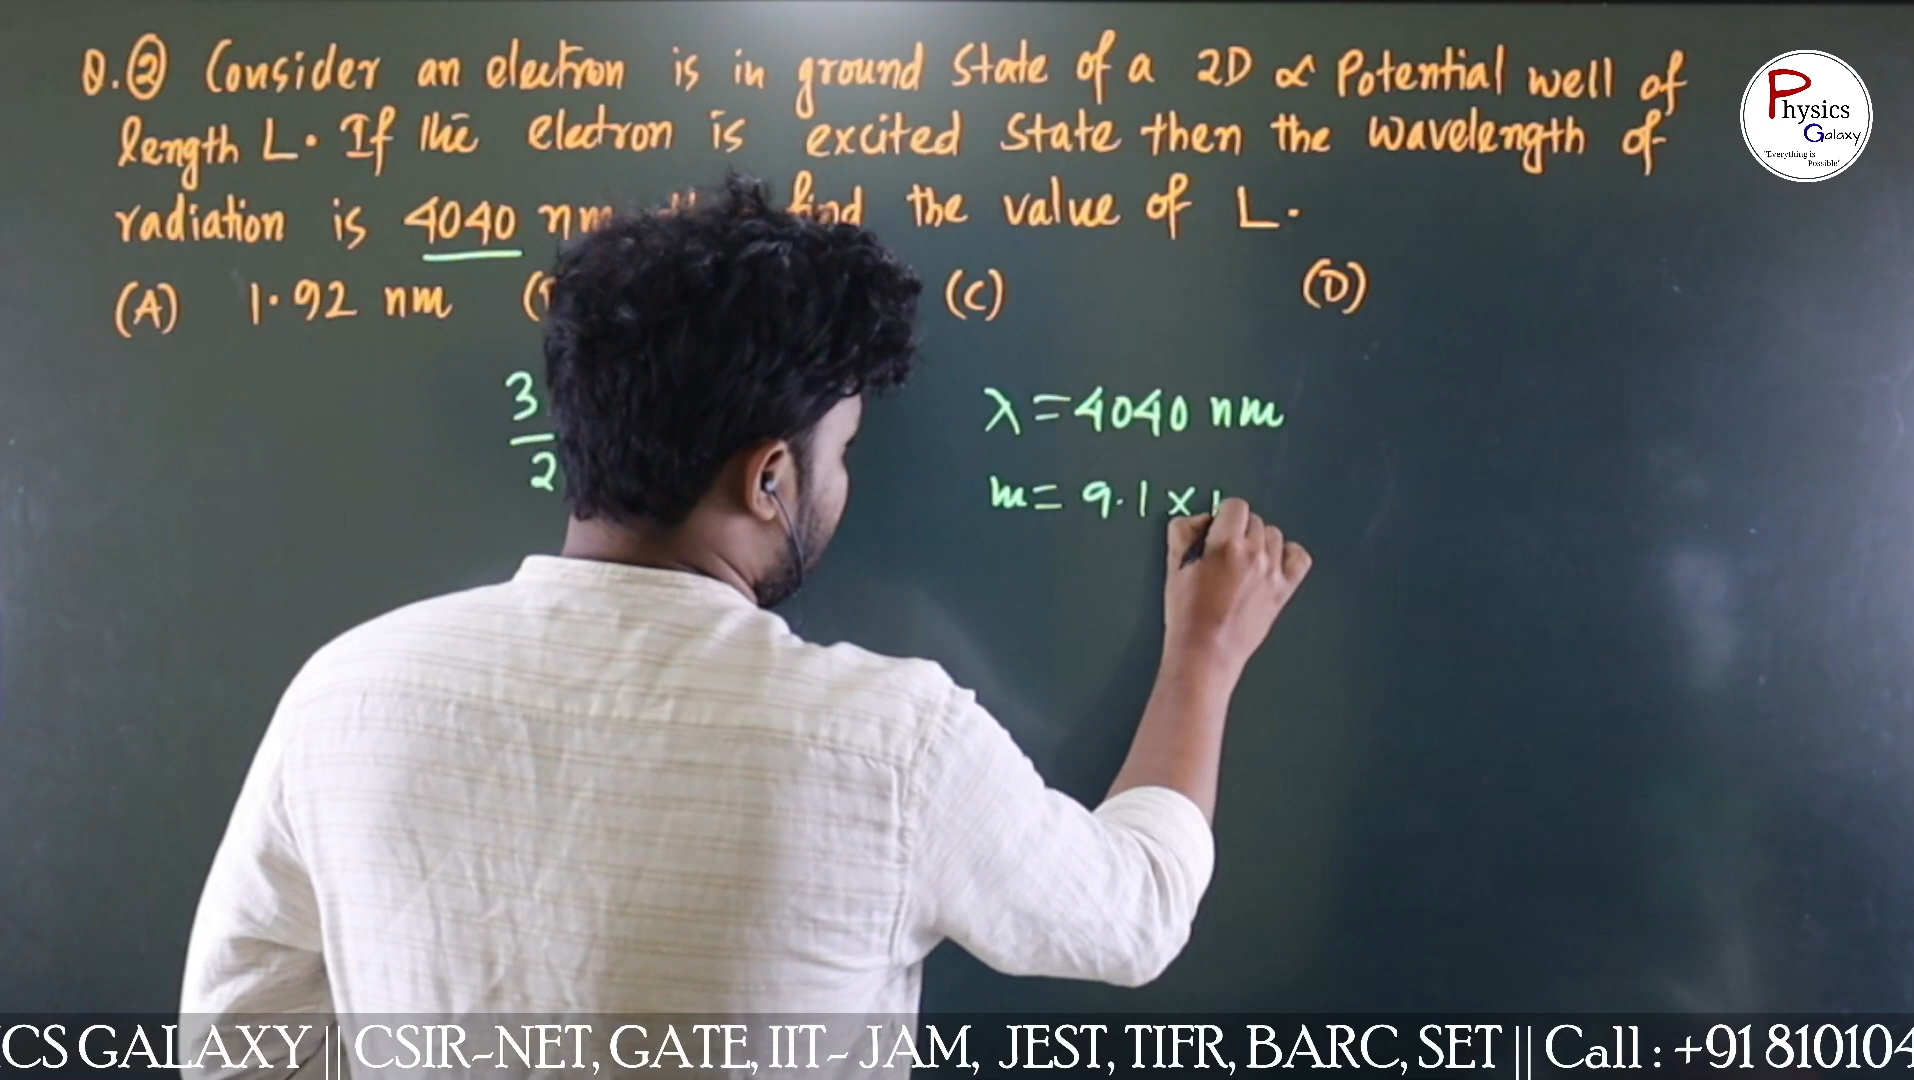 Q.② Consider an electron is in ground state of a 2D ∝ Potential well of
length L. If the electron is excited state then the wavelength of
radiation is 4040 nm find the value of L.
(A) 1.92 nm (C) (D)
3
2
λ = 4040 nm
m = 9.1 ×
Physics
Galaxy
"Everything is
Possible"
CS GALAXY || CSIR-NET, GATE, IIT- JAM, JEST, TIFR, BARC, SET || Call : +91 810104